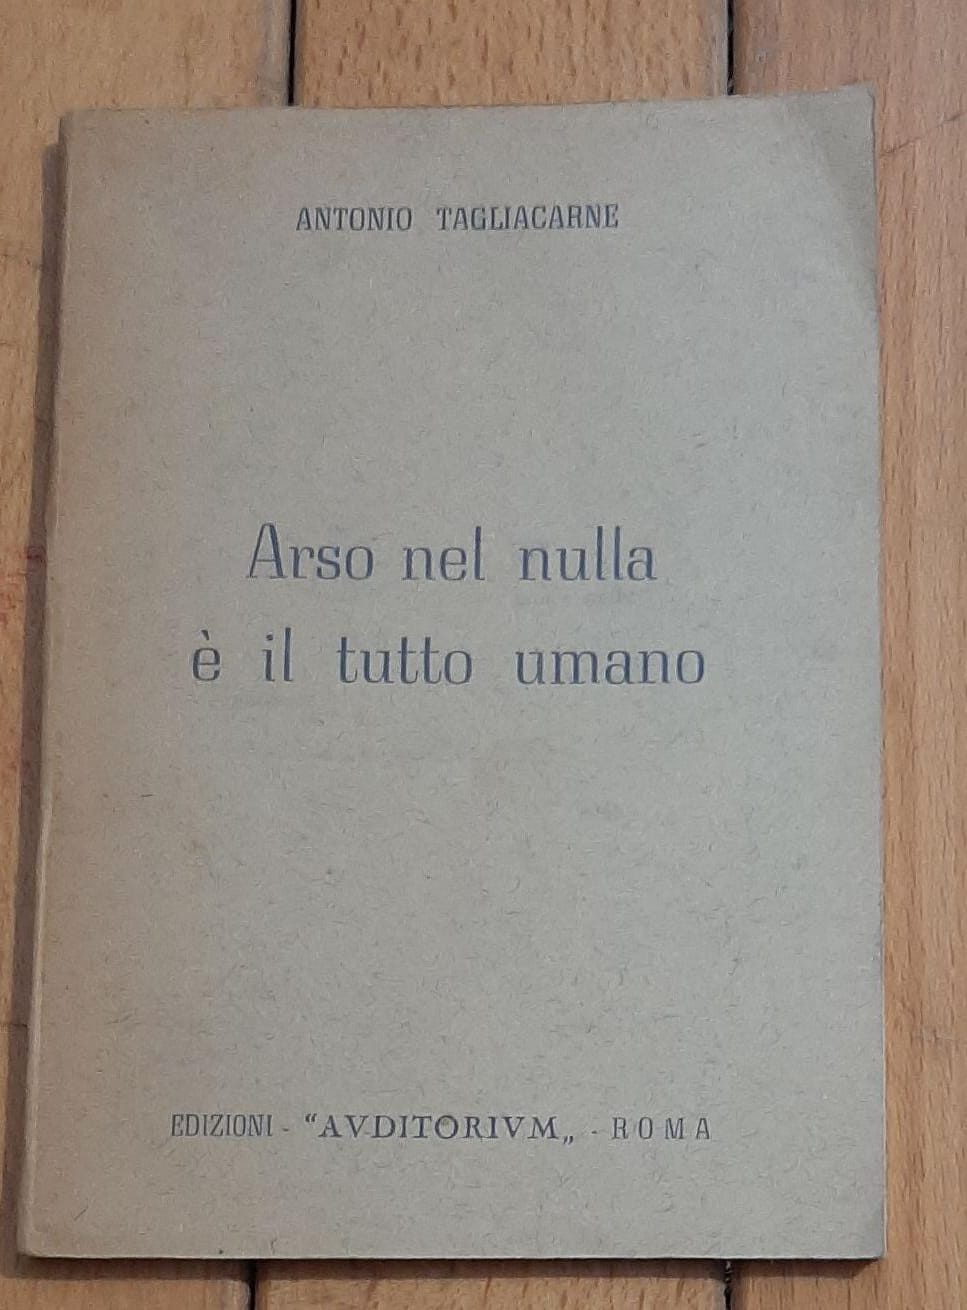 ANTONIO TAGLIACARNE
Arso nel nulla
è il tutto umano
EDIZIONI - “AVDITORIVM„ - ROMA